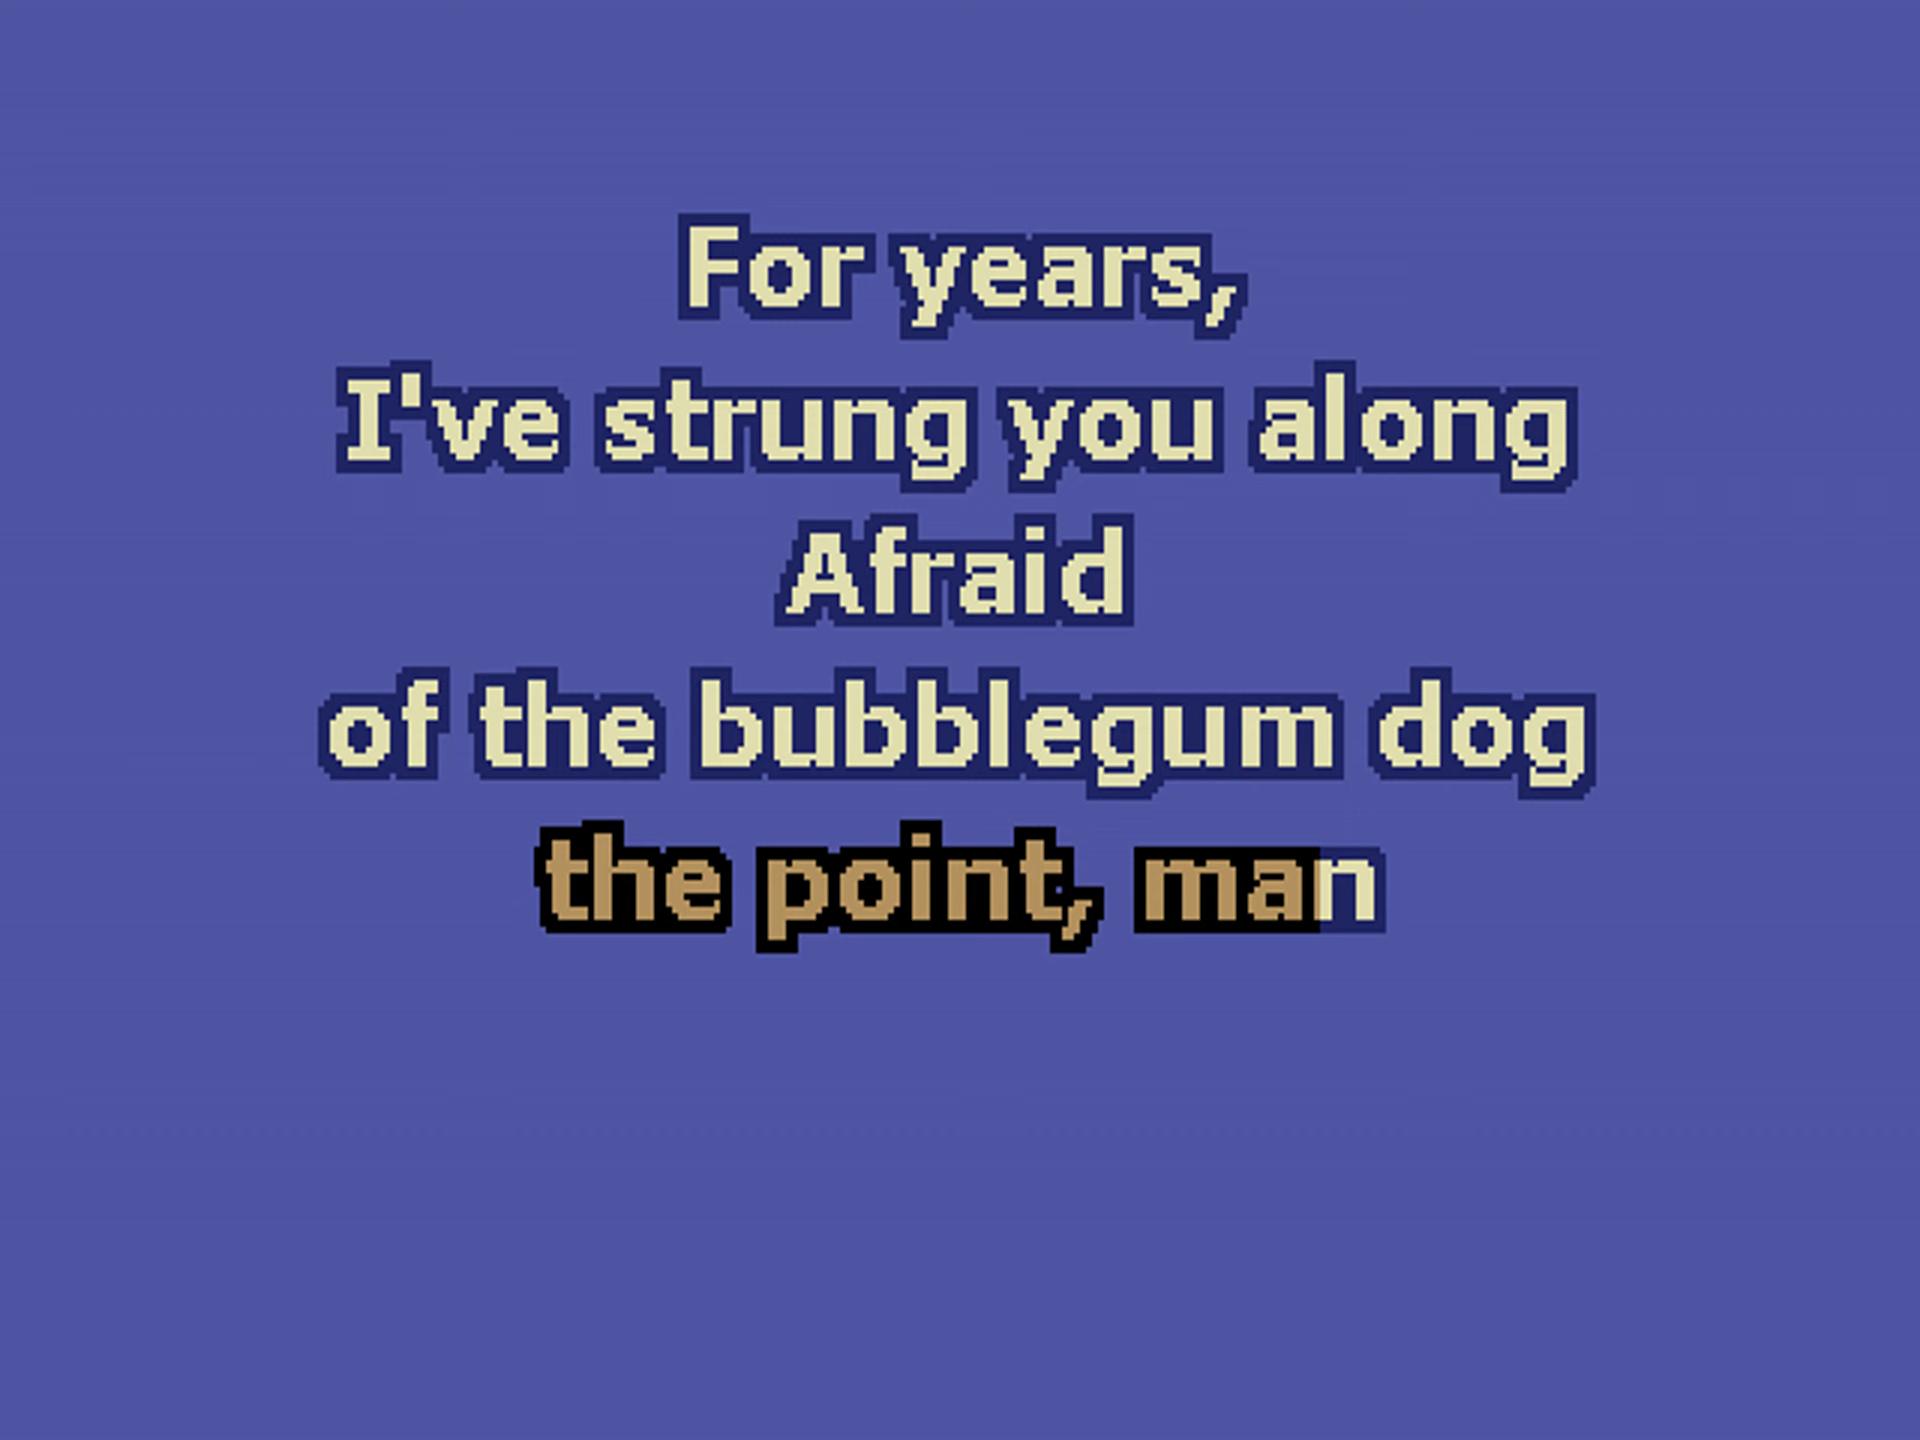 For years,
I've strung you along
Afraid
of the bubblegum dog
the point, man